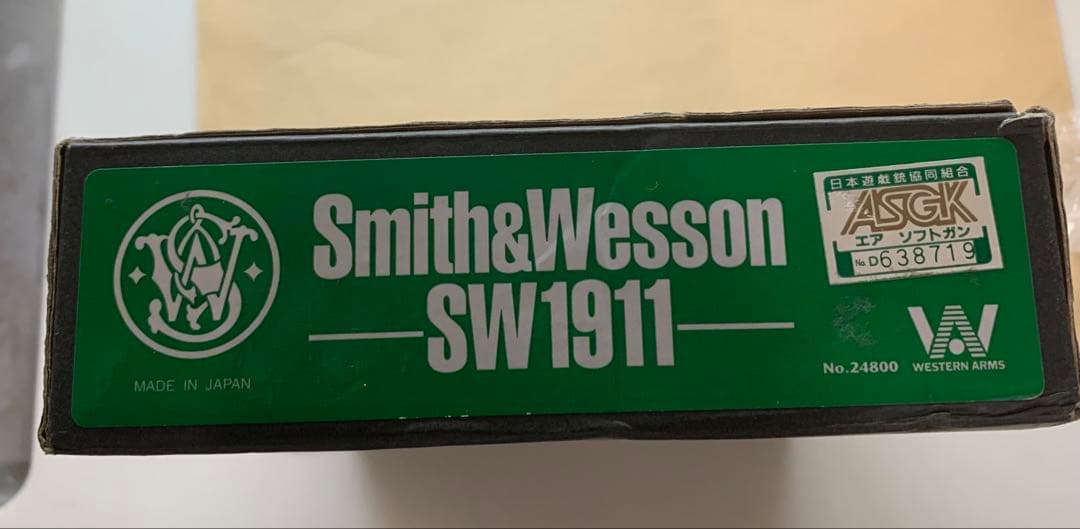 Smith&Wesson
SW1911
MADE IN JAPAN
日本遊戯銃協同組合
ASGK
エア ソフトガン
No. D638719
No.24800
WESTERN ARMS